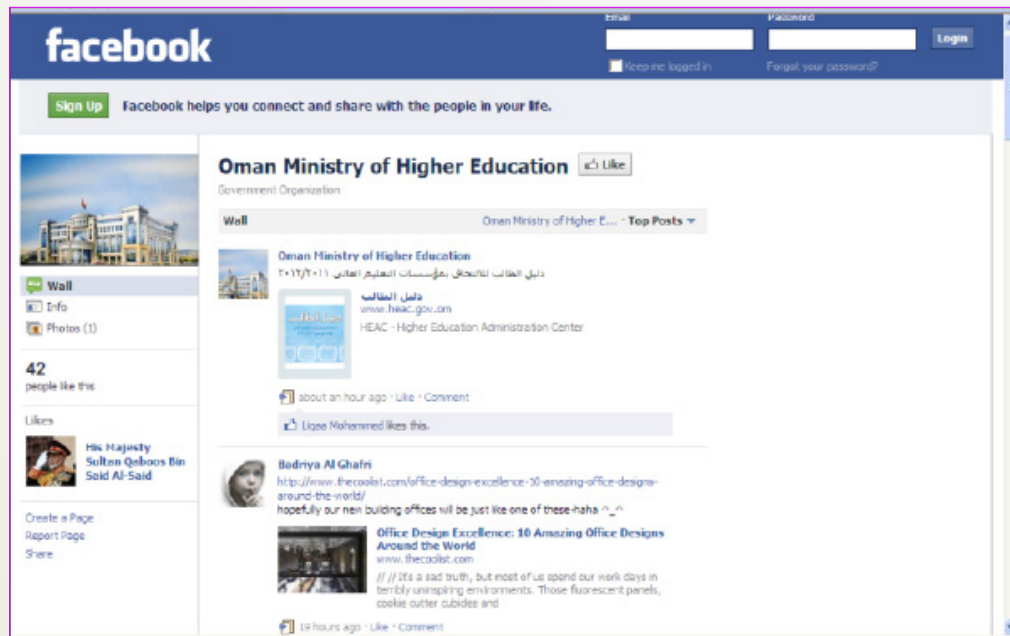 Email
Password
facebook
Login
Keep me logged in
Forgot your password?
Sign Up
Facebook helps you connect and share with the people in your life.
Oman Ministry of Higher Education
Like
Government Organization
Wall
Oman Ministry of Higher E... · Top Posts
Wall
Info
Photos (1)
42
people like this
Likes
His Majesty
Sultan Qaboos Bin
Said Al-Said
Create a Page
Report Page
Share
Oman Ministry of Higher Education
دليل الطالب للالتحاق بمؤسسات التعليم العالي ٢٠١٢/٢٠١١
دليل الطالب
www.heac.gov.om
HEAC - Higher Education Administration Center
about an hour ago · Like · Comment
Liqaa Mohammed likes this.
Badriya Al Ghafri
http://www.thecoolist.com/office-design-excellence-10-amazing-office-designs-
around-the-world/
hopefully our new building offices will be just like one of these-haha ^_^
Office Design Excellence: 10 Amazing Office Designs
Around the World
www.thecoolist.com
// // It's a sad truth, but most of us spend our work days in
terribly uninspiring environments. Those fluorescent panels,
cookie cutter cubicles and
19 hours ago · Like · Comment